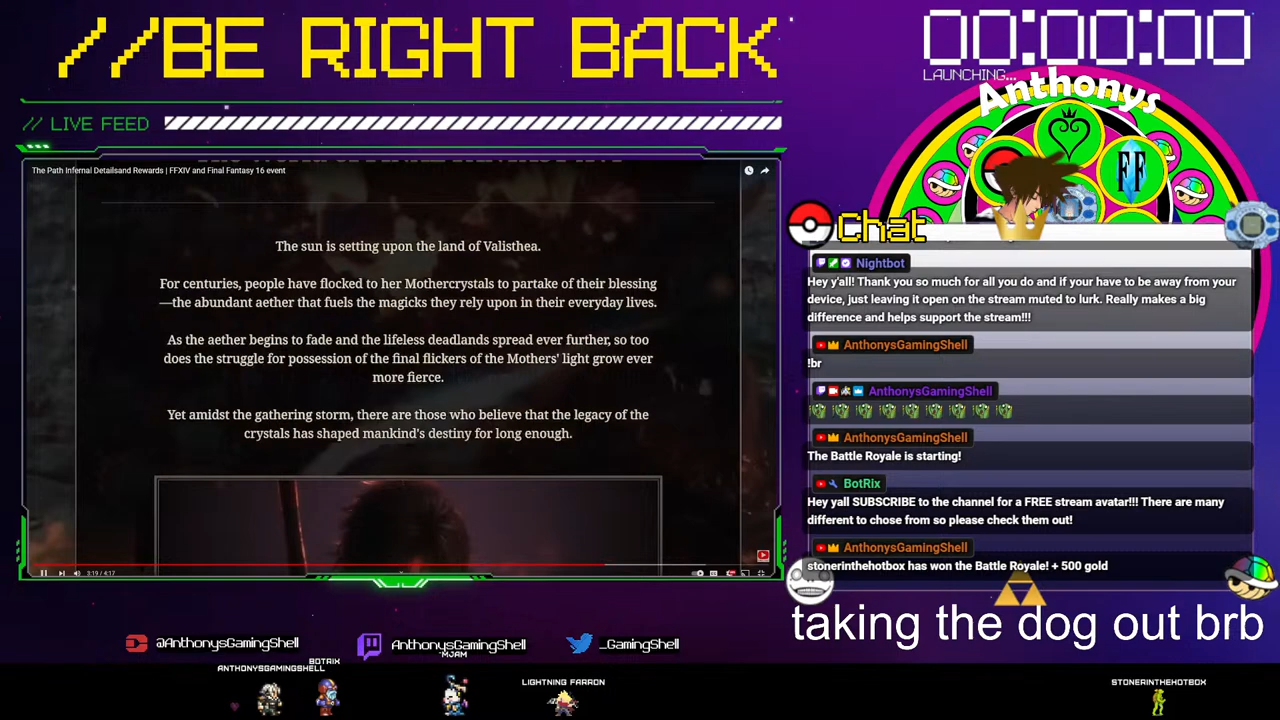 //BE RIGHT BACK
00:00:00
LAUNCHING...
Anthonys
// LIVE FEED
The Path Infernal Detailsand Rewards | FFXIV and Final Fantasy 16 event
The sun is setting upon the land of Valisthea.
For centuries, people have flocked to her Mothercrystals to partake of their blessing
—the abundant aether that fuels the magicks they rely upon in their everyday lives.
As the aether begins to fade and the lifeless deadlands spread ever further, so too
does the struggle for possession of the final flickers of the Mothers' light grow ever
more fierce.
Yet amidst the gathering storm, there are those who believe that the legacy of the
crystals has shaped mankind's destiny for long enough.
3:19 / 4:17
FF
Chat
Nightbot
Hey y'all! Thank you so much for all you do and if your have to be away from your
device, just leaving it open on the stream muted to lurk. Really makes a big
difference and helps support the stream!!!
AnthonysGamingShell
!br
AnthonysGamingShell
AnthonysGamingShell
The Battle Royale is starting!
BotRix
Hey yall SUBSCRIBE to the channel for a FREE stream avatar!!! There are many
different to chose from so please check them out!
AnthonysGamingShell
stonerinthehotbox has won the Battle Royale! + 500 gold
taking the dog out brb
@AnthonysGamingShell
AnthonysGamingShell
_GamingShell
ANTHONYSGAMINGSHELL
BOTRIX
MJAM
LIGHTNING FARRON
STONERINTHEHOTBOX